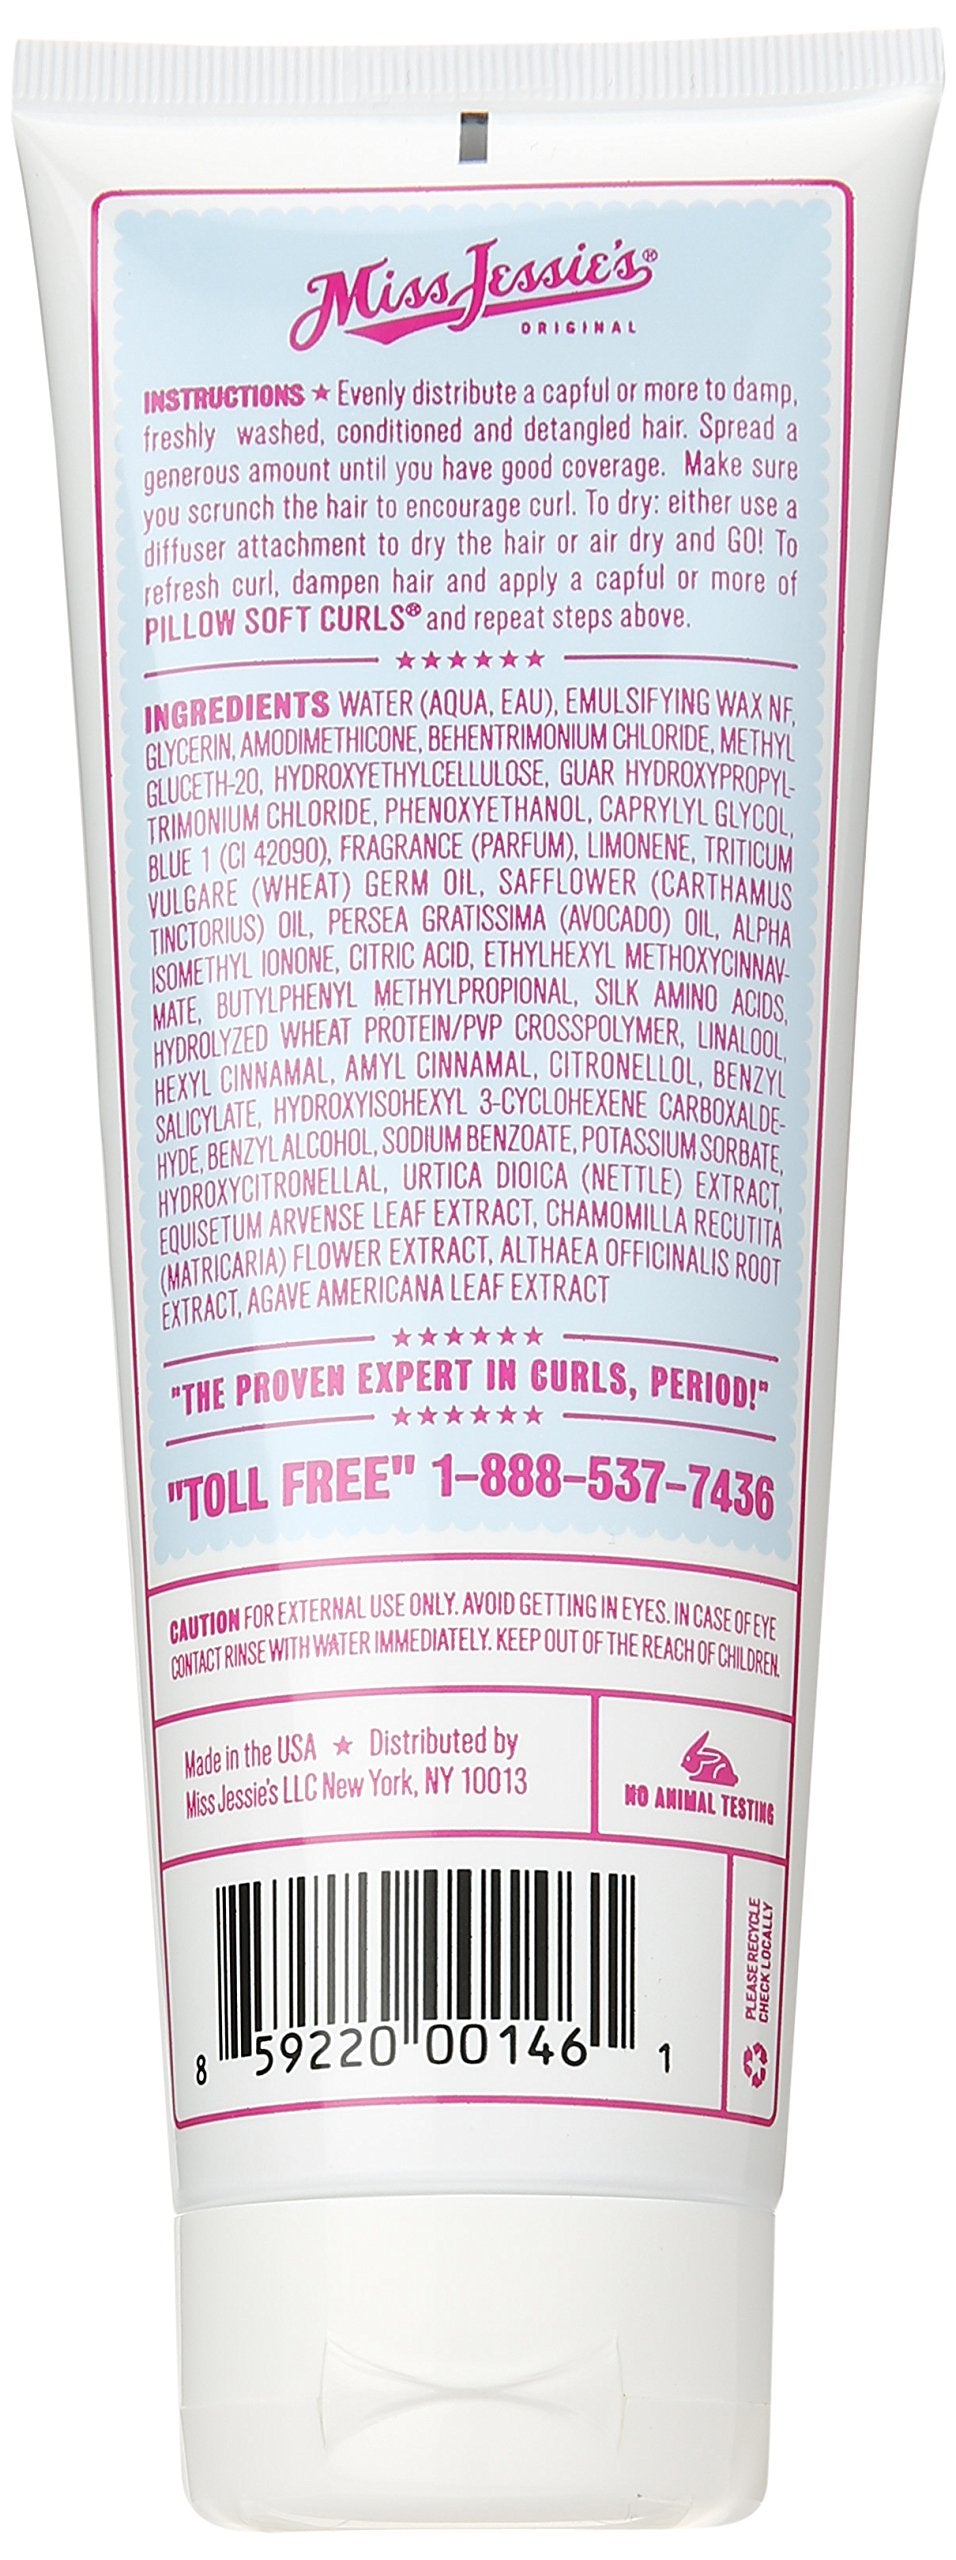 Miss Jessie's®
ORIGINAL
INSTRUCTIONS ★ Evenly distribute a capful or more to damp,
freshly washed, conditioned and detangled hair. Spread a
generous amount until you have good coverage. Make sure
you scrunch the hair to encourage curl. To dry: either use a
diffuser attachment to dry the hair or air dry and GO! To
refresh curl, dampen hair and apply a capful or more of
PILLOW SOFT CURLS® and repeat steps above.
★★★★★★
INGREDIENTS WATER (AQUA, EAU), EMULSIFYING WAX NF,
GLYCERIN, AMODIMETHICONE, BEHENTRIMONIUM CHLORIDE, METHYL
GLUCETH-20, HYDROXYETHYLCELLULOSE, GUAR HYDROXYPROPYL-
TRIMONIUM CHLORIDE, PHENOXYETHANOL, CAPRYLYL GLYCOL,
BLUE 1 (CI 42090), FRAGRANCE (PARFUM), LIMONENE, TRITICUM
VULGARE (WHEAT) GERM OIL, SAFFLOWER (CARTHAMUS
TINCTORIUS) OIL, PERSEA GRATISSIMA (AVOCADO) OIL, ALPHA
ISOMETHYL IONONE, CITRIC ACID, ETHYLHEXYL METHOXYCINNAV-
MATE, BUTYLPHENYL METHYLPROPIONAL, SILK AMINO ACIDS,
HYDROLYZED WHEAT PROTEIN/PVP CROSSPOLYMER, LINALOOL,
HEXYL CINNAMAL, AMYL CINNAMAL, CITRONELLOL, BENZYL
SALICYLATE, HYDROXYISOHEXYL 3-CYCLOHEXENE CARBOXALDE-
HYDE, BENZYL ALCOHOL, SODIUM BENZOATE, POTASSIUM SORBATE,
HYDROXYCITRONELLAL, URTICA DIOICA (NETTLE) EXTRACT,
EQUISETUM ARVENSE LEAF EXTRACT, CHAMOMILLA RECUTITA
(MATRICARIA) FLOWER EXTRACT, ALTHAEA OFFICINALIS ROOT
EXTRACT, AGAVE AMERICANA LEAF EXTRACT
★★★★★★
"THE PROVEN EXPERT IN CURLS, PERIOD!"
★★★★★★
"TOLL FREE" 1-888-537-7436
CAUTION FOR EXTERNAL USE ONLY. AVOID GETTING IN EYES. IN CASE OF EYE
CONTACT RINSE WITH WATER IMMEDIATELY. KEEP OUT OF THE REACH OF CHILDREN.
Made in the USA ★ Distributed by
Miss Jessie's LLC New York, NY 10013
NO ANIMAL TESTING
8 59220 00146 1
PLEASE RECYCLE
CHECK LOCALLY